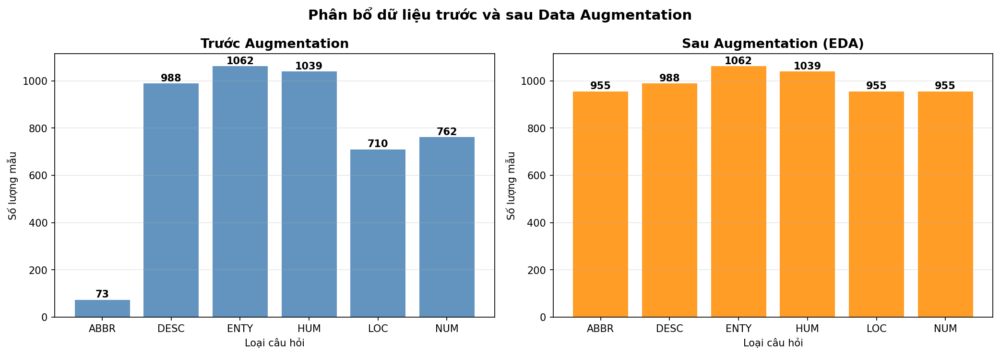 Phân bổ dữ liệu trước và sau Data Augmentation
Trước Augmentation
Số lượng mẫu
1000
800
600
400
200
0
73
988
1062
1039
710
762
ABBR DESC ENTY HUM LOC NUM
Loại câu hỏi
Sau Augmentation (EDA)
Số lượng mẫu
1000
800
600
400
200
0
955
988
1062
1039
955
955
ABBR DESC ENTY HUM LOC NUM
Loại câu hỏi